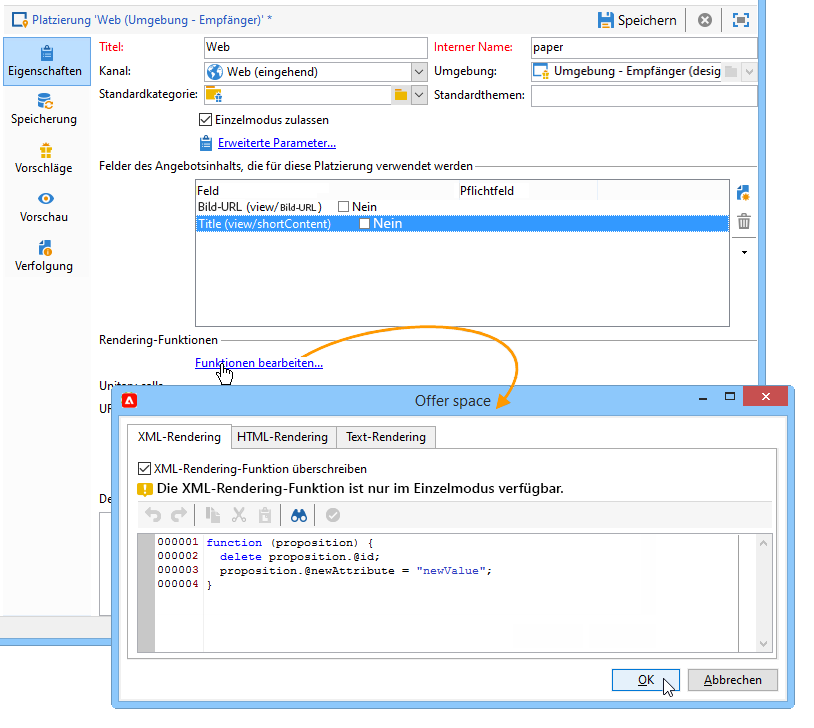 Platzierung 'Web (Umgebung - Empfänger)' *
Speichern
Eigenschaften
Speicherung
Vorschläge
Vorschau
Verfolgung
Titel: Web Interner Name: paper
Kanal: Web (eingehend) Umgebung: Umgebung - Empfänger (desig
Standardkategorie: Standardthemen:
Einzelmodus zulassen
Erweiterte Parameter...
Felder des Angebotsinhalts, die für diese Platzierung verwendet werden
Feld Pflichtfeld
Bild-URL (view/Bild-URL) Nein
Title (view/shortContent) Nein
Rendering-Funktionen
Funktionen bearbeiten...
Offer space
XML-Rendering HTML-Rendering Text-Rendering
XML-Rendering-Funktion überschreiben
Die XML-Rendering-Funktion ist nur im Einzelmodus verfügbar.
000001 function (proposition) {
000002 delete proposition.@id;
000003 proposition.@newAttribute = "newValue";
000004 }
OK Abbrechen